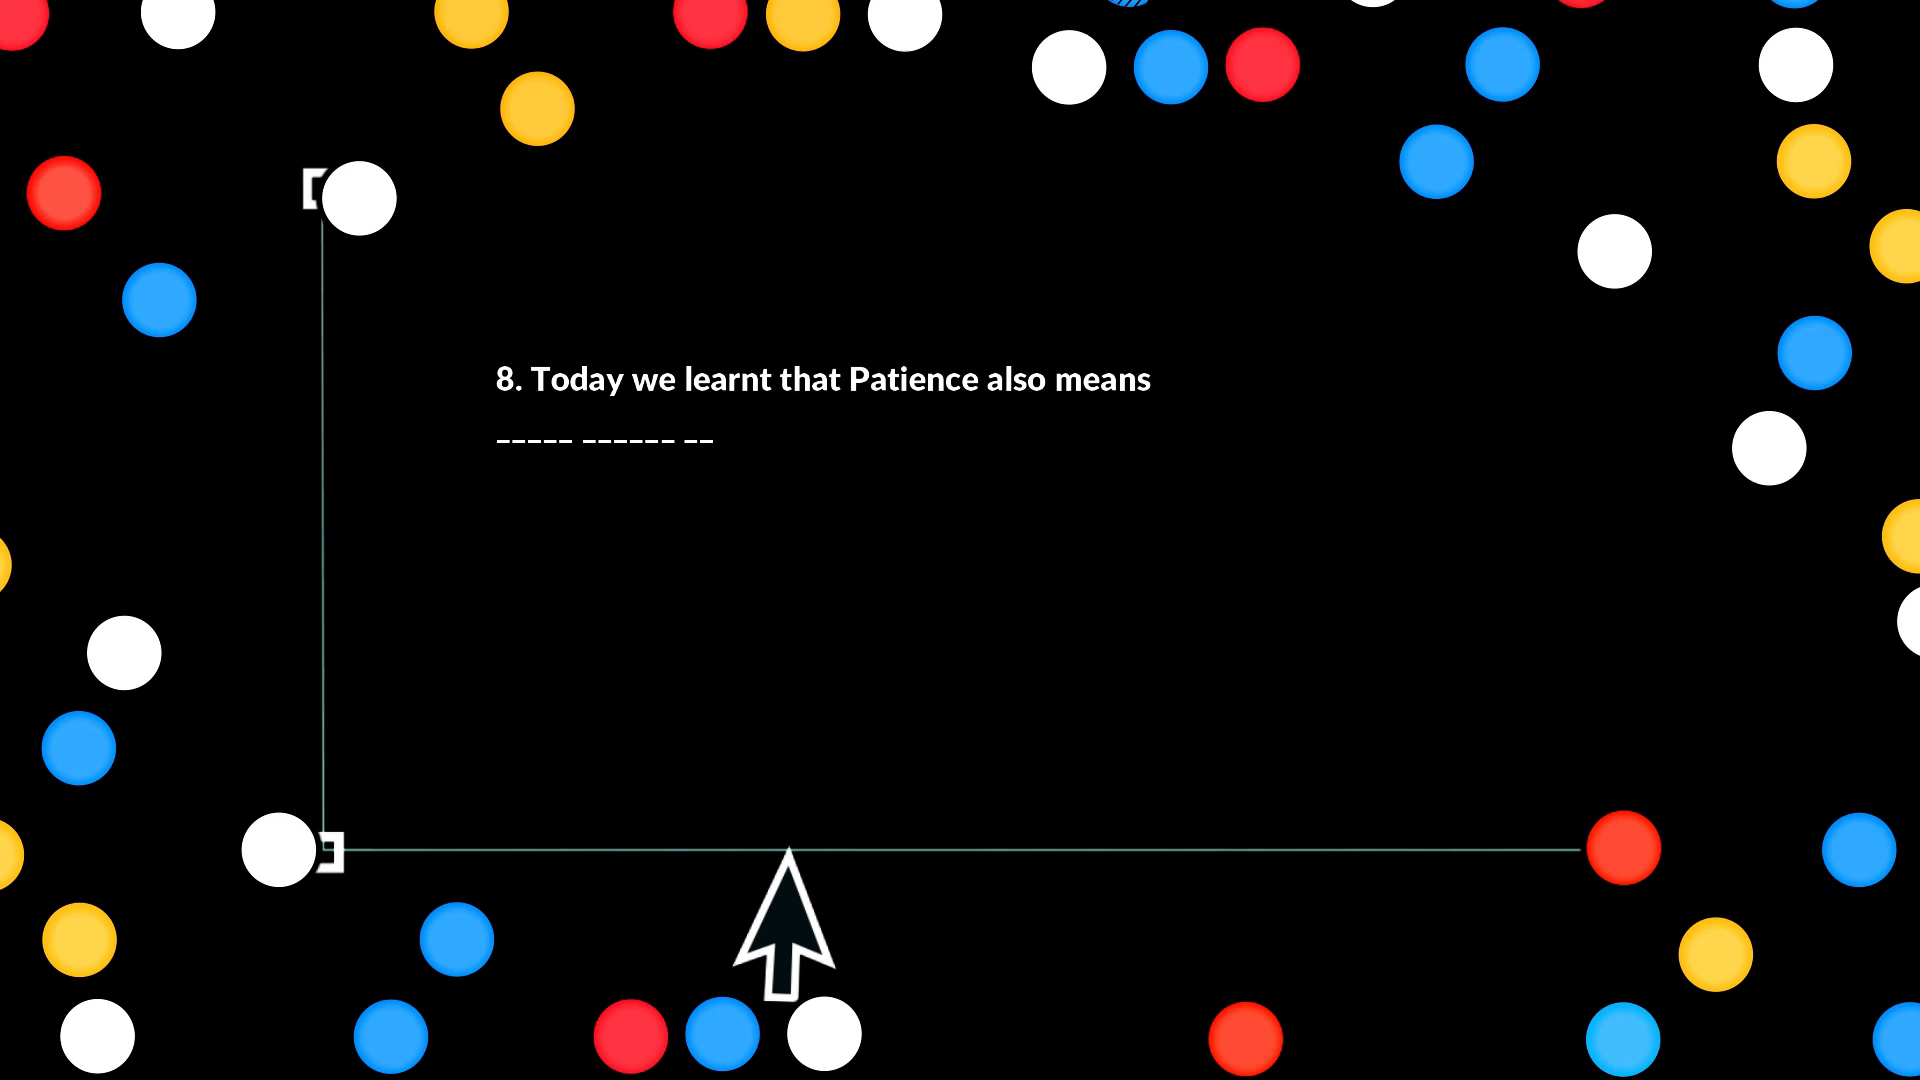 8. Today we learnt that Patience also means
_____ ______ __